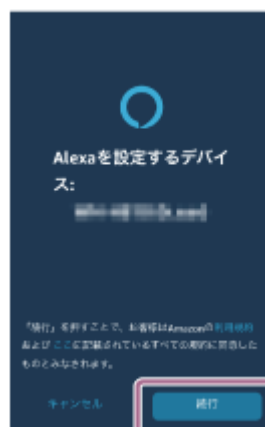 Alexaを設定するデバイ
ス:
「続行」を押すことで、お客様はAmazonの利用規約
および ここに記載されているすべての規約に同意した
ものとみなされます。
キャンセル
続行